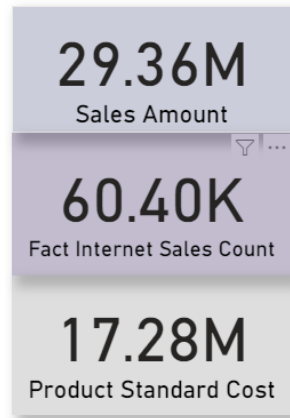 29.36M
Sales Amount
60.40K
Fact Internet Sales Count
17.28M
Product Standard Cost